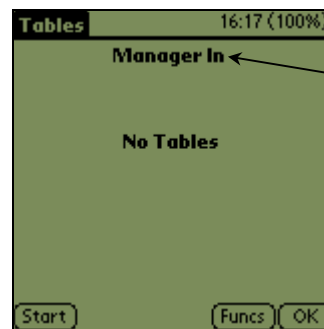 Tables 16:17 (100%)
Manager In
No Tables
Start Funcs OK